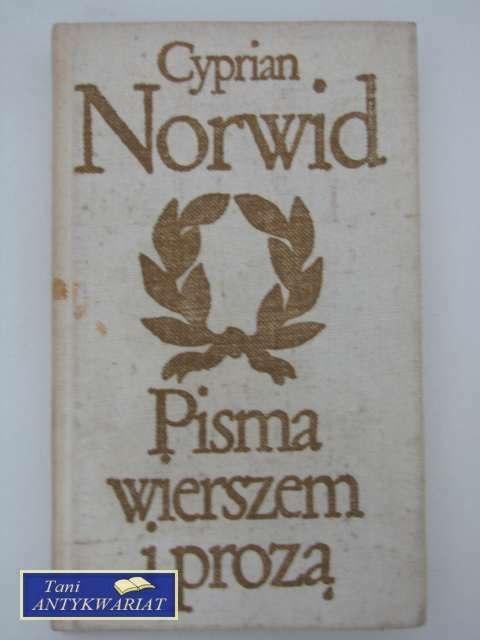 Cyprian
Norwid
Pisma
wierszem
i prozą
Tani
ANTYKWARIAT